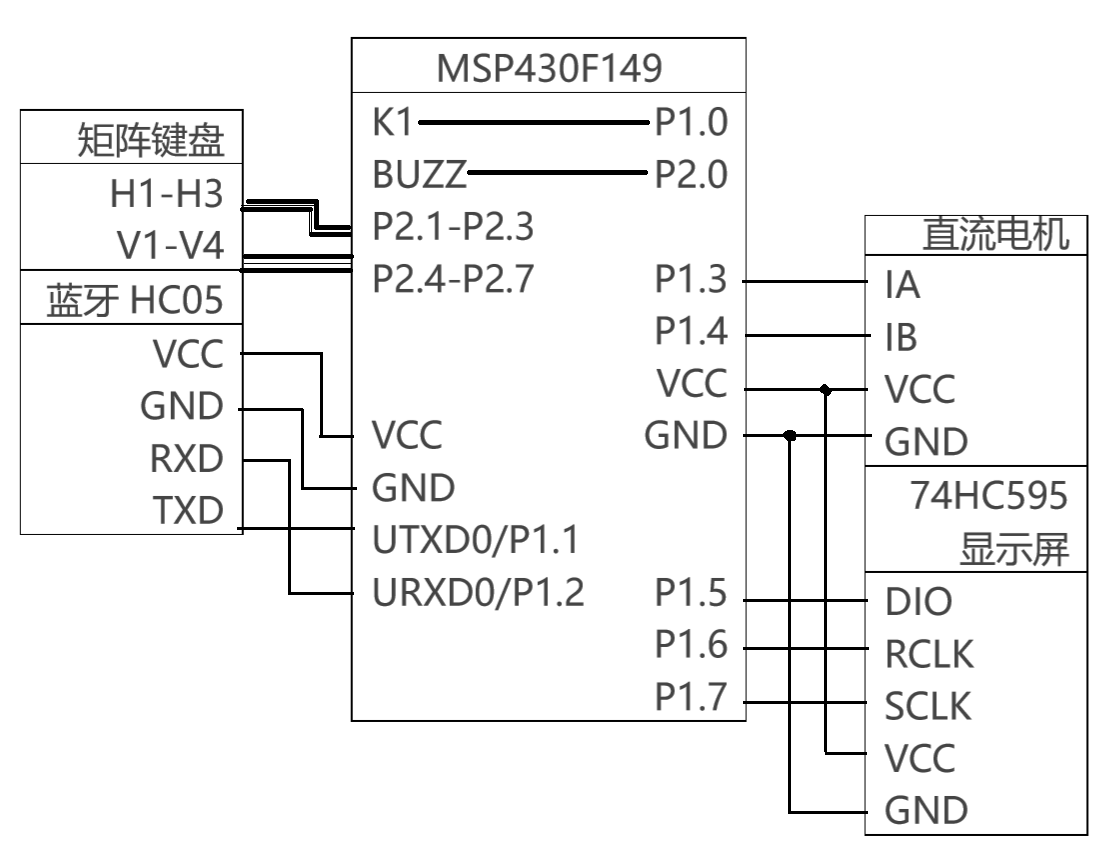 MSP430F149
K1
P1.0
BUZZ
P2.0
P2.1-P2.3
P2.4-P2.7
P1.3
P1.4
VCC
GND
VCC
GND
UTXD0/P1.1
URXD0/P1.2
P1.5
P1.6
P1.7
矩阵键盘
H1-H3
V1-V4
蓝牙 HC05
VCC
GND
RXD
TXD
直流电机
IA
IB
VCC
GND
74HC595
显示屏
DIO
RCLK
SCLK
VCC
GND